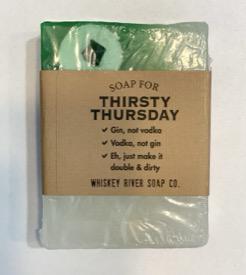 SOAP FOR
THIRSTY
THURSDAY
✓ Gin, not vodka
✓ Vodka, not gin
✓ Eh, just make it
double & dirty
WHISKEY RIVER SOAP CO.